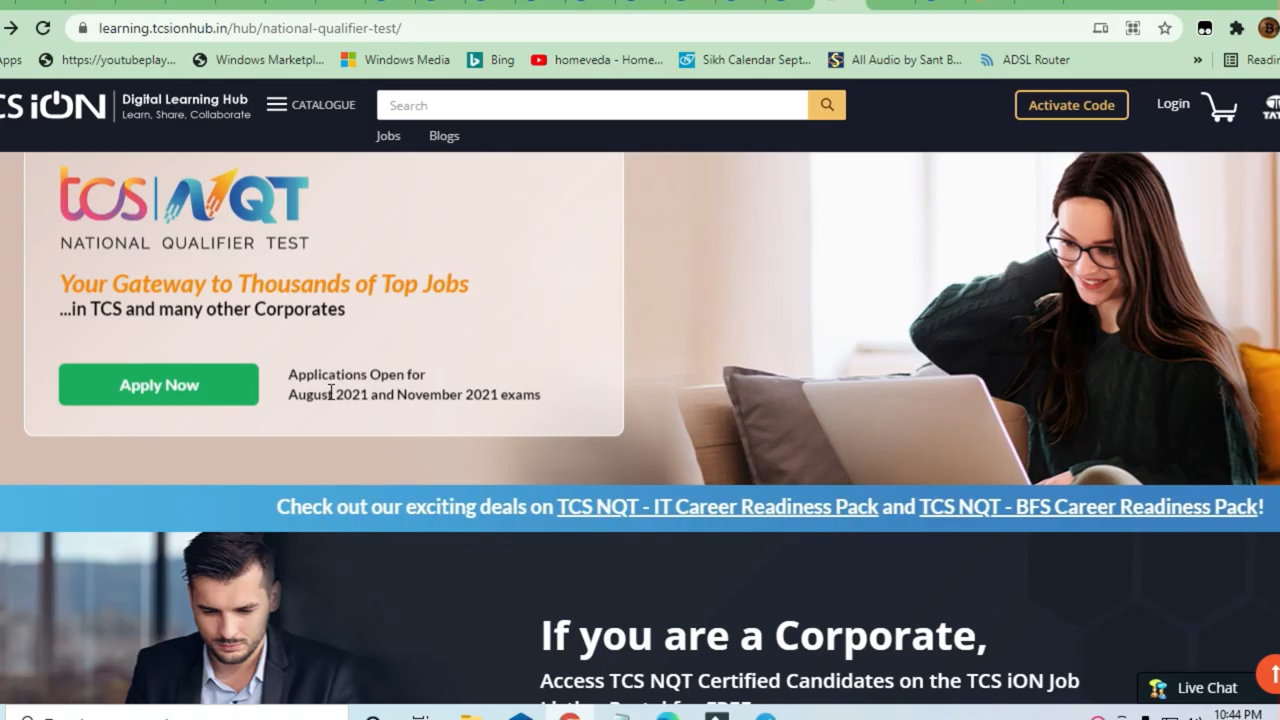 learning.tcsionhub.in/hub/national-qualifier-test/
https://youtubeplay... Windows Marketpl... Windows Media Bing homeveda - Home... Sikh Calendar Sept... All Audio by Sant B... ADSL Router »
Digital Learning Hub
Learn, Share, Collaborate
CATALOGUE
Search
Activate Code
Login
Jobs Blogs
tcs | NQT
NATIONAL QUALIFIER TEST
Your Gateway to Thousands of Top Jobs
...in TCS and many other Corporates
Apply Now
Applications Open for
August 2021 and November 2021 exams
Check out our exciting deals on TCS NQT - IT Career Readiness Pack and TCS NQT - BFS Career Readiness Pack!
If you are a Corporate,
Access TCS NQT Certified Candidates on the TCS iON Job
Live Chat
10:44 PM